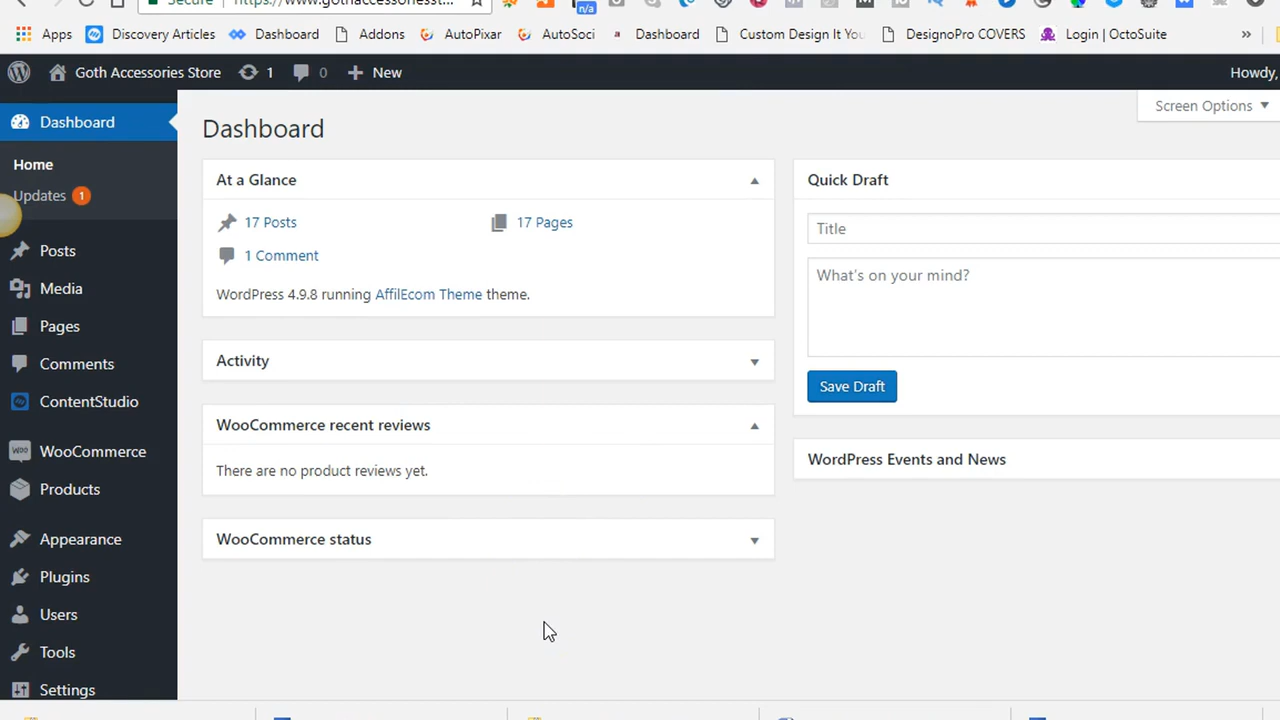 Secure
https://www.gothaccessoriesst...
n/a
Apps
Discovery Articles
Dashboard
Addons
AutoPixar
AutoSoci
Dashboard
Custom Design It You
DesignoPro COVERS
Login | OctoSuite
»
Goth Accessories Store
1
0
New
Howdy,
Dashboard
Screen Options
Home
Updates 1
Posts
Media
Pages
Comments
ContentStudio
WooCommerce
Products
Appearance
Plugins
Users
Tools
Settings
Dashboard
At a Glance
17 Posts
17 Pages
1 Comment
WordPress 4.9.8 running AffilEcom Theme theme.
Activity
WooCommerce recent reviews
There are no product reviews yet.
WooCommerce status
Quick Draft
Title
What's on your mind?
Save Draft
WordPress Events and News